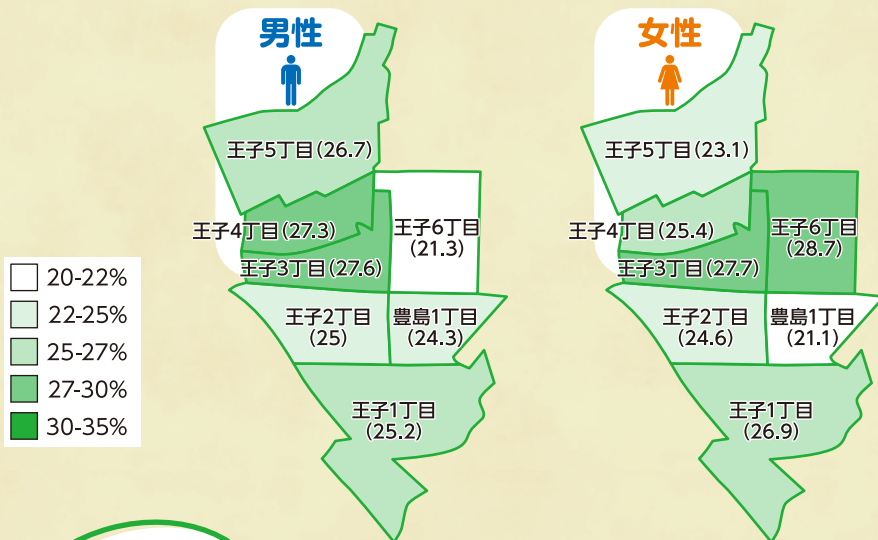 男性
王子5丁目(26.7)
王子4丁目(27.3)
王子6丁目
(21.3)
王子3丁目(27.6)
王子2丁目
(25)
豊島1丁目
(24.3)
王子1丁目
(25.2)
女性
王子5丁目(23.1)
王子4丁目(25.4)
王子6丁目
(28.7)
王子3丁目(27.7)
王子2丁目
(24.6)
豊島1丁目
(21.1)
王子1丁目
(26.9)
20-22%
22-25%
25-27%
27-30%
30-35%